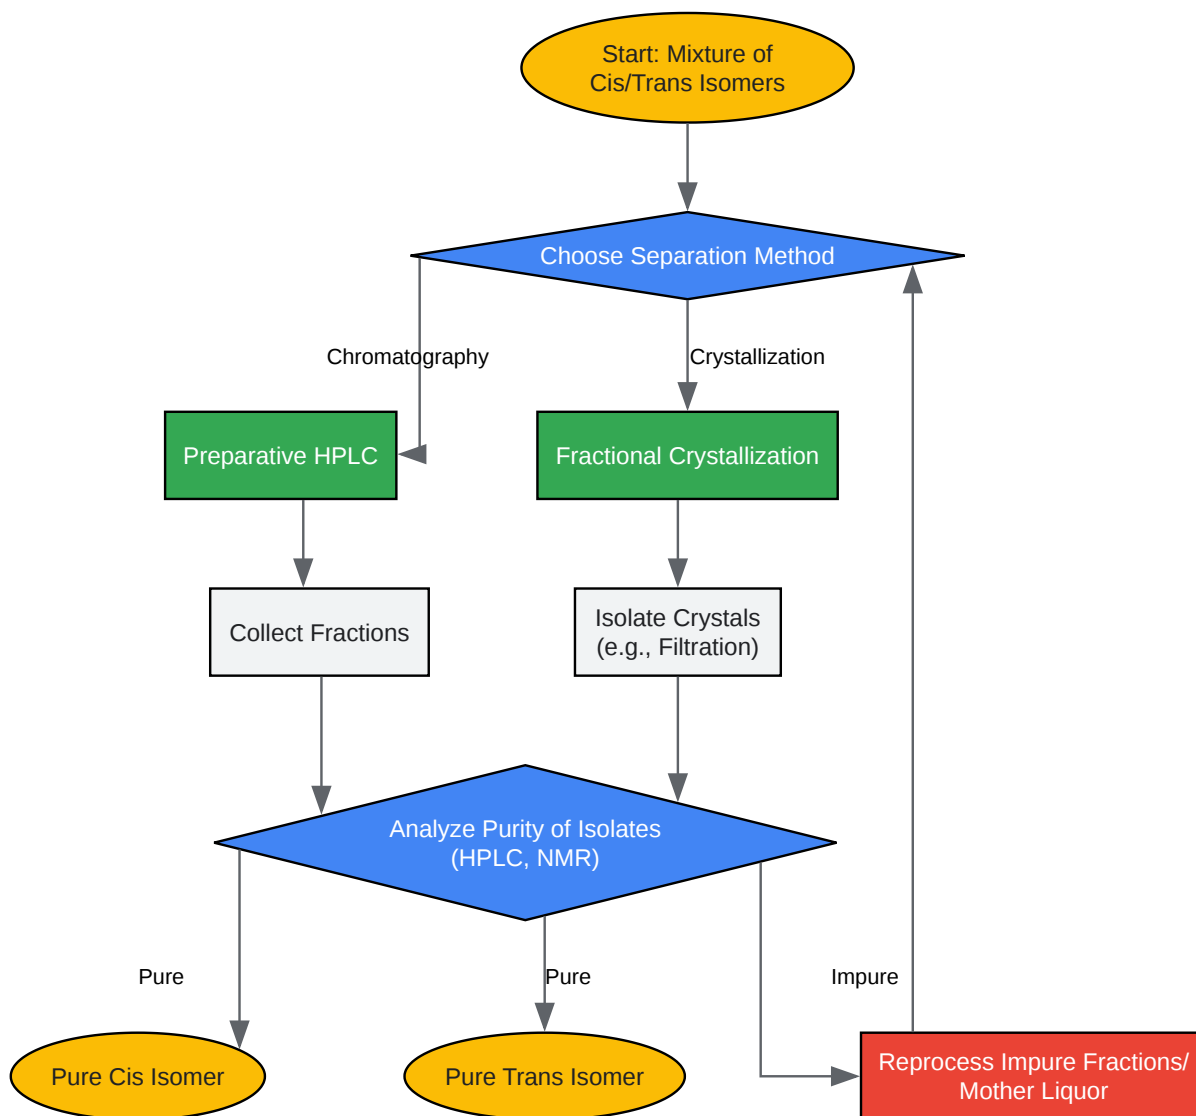 Start: Mixture of
Cis/Trans Isomers
Choose Separation Method
Chromatography
Crystallization
Preparative HPLC
Fractional Crystallization
Collect Fractions
Isolate Crystals
(e.g., Filtration)
Analyze Purity of Isolates
(HPLC, NMR)
Pure
Pure
Impure
Pure Cis Isomer
Pure Trans Isomer
Reprocess Impure Fractions/
Mother Liquor